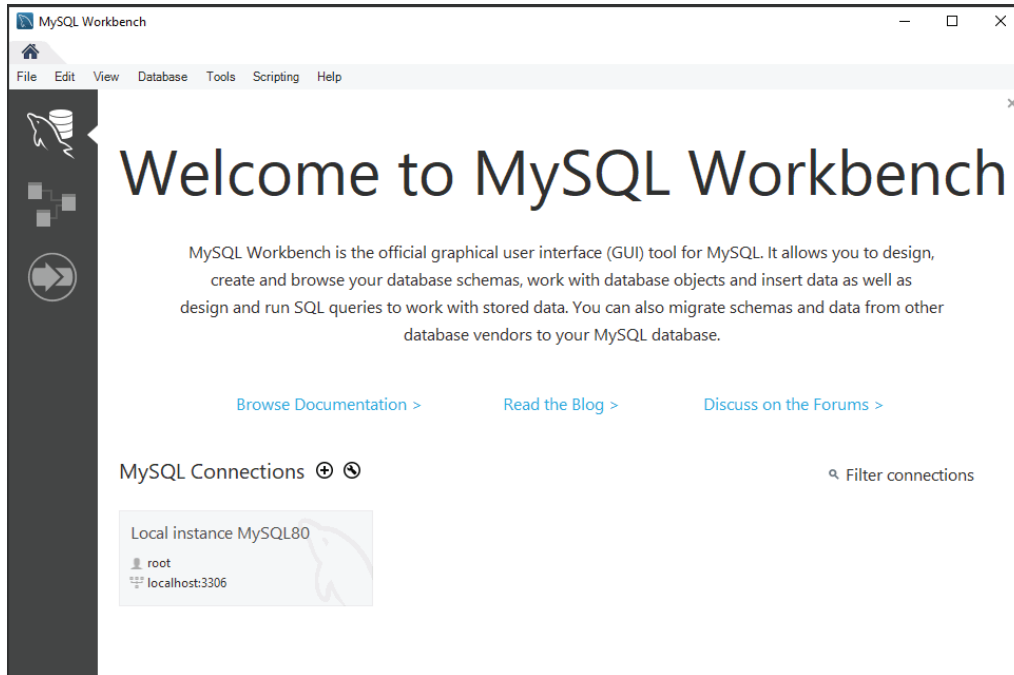 MySQL Workbench
File Edit View Database Tools Scripting Help
Welcome to MySQL Workbench
MySQL Workbench is the official graphical user interface (GUI) tool for MySQL. It allows you to design,
create and browse your database schemas, work with database objects and insert data as well as
design and run SQL queries to work with stored data. You can also migrate schemas and data from other
database vendors to your MySQL database.
Browse Documentation > Read the Blog > Discuss on the Forums >
MySQL Connections Filter connections
Local instance MySQL80
root
localhost:3306